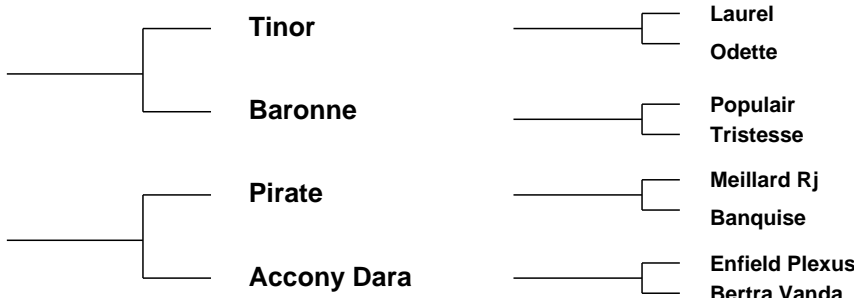 Tinor
Laurel
Odette
Baronne
Populair
Tristesse
Pirate
Meillard Rj
Banquise
Accony Dara
Enfield Plexus
Bertra Vanda